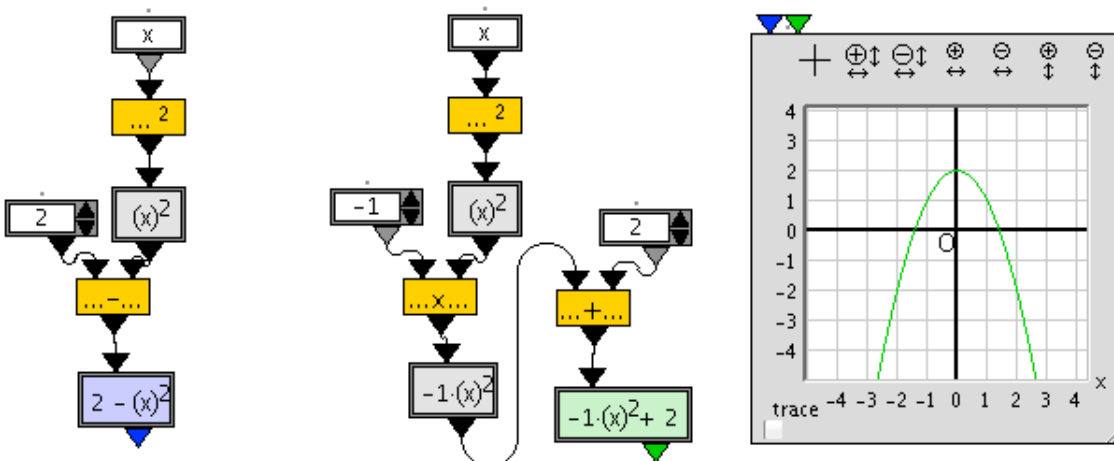 x
... ²
2
(x)²
...-...
2 – (x)²
x
... ²
-1
(x)²
2
...x...
...+...
-1·(x)²
-1·(x)²+ 2
4
3
2
1
0
-1
-2
-3
-4
O
x
-4 -3 -2 -1 0 1 2 3 4
trace